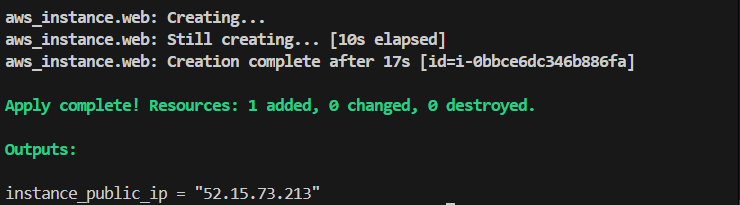 aws_instance.web: Creating...
aws_instance.web: Still creating... [10s elapsed]
aws_instance.web: Creation complete after 17s [id=i-0bbce6dc346b886fa]
Apply complete! Resources: 1 added, 0 changed, 0 destroyed.
Outputs:
instance_public_ip = "52.15.73.213"